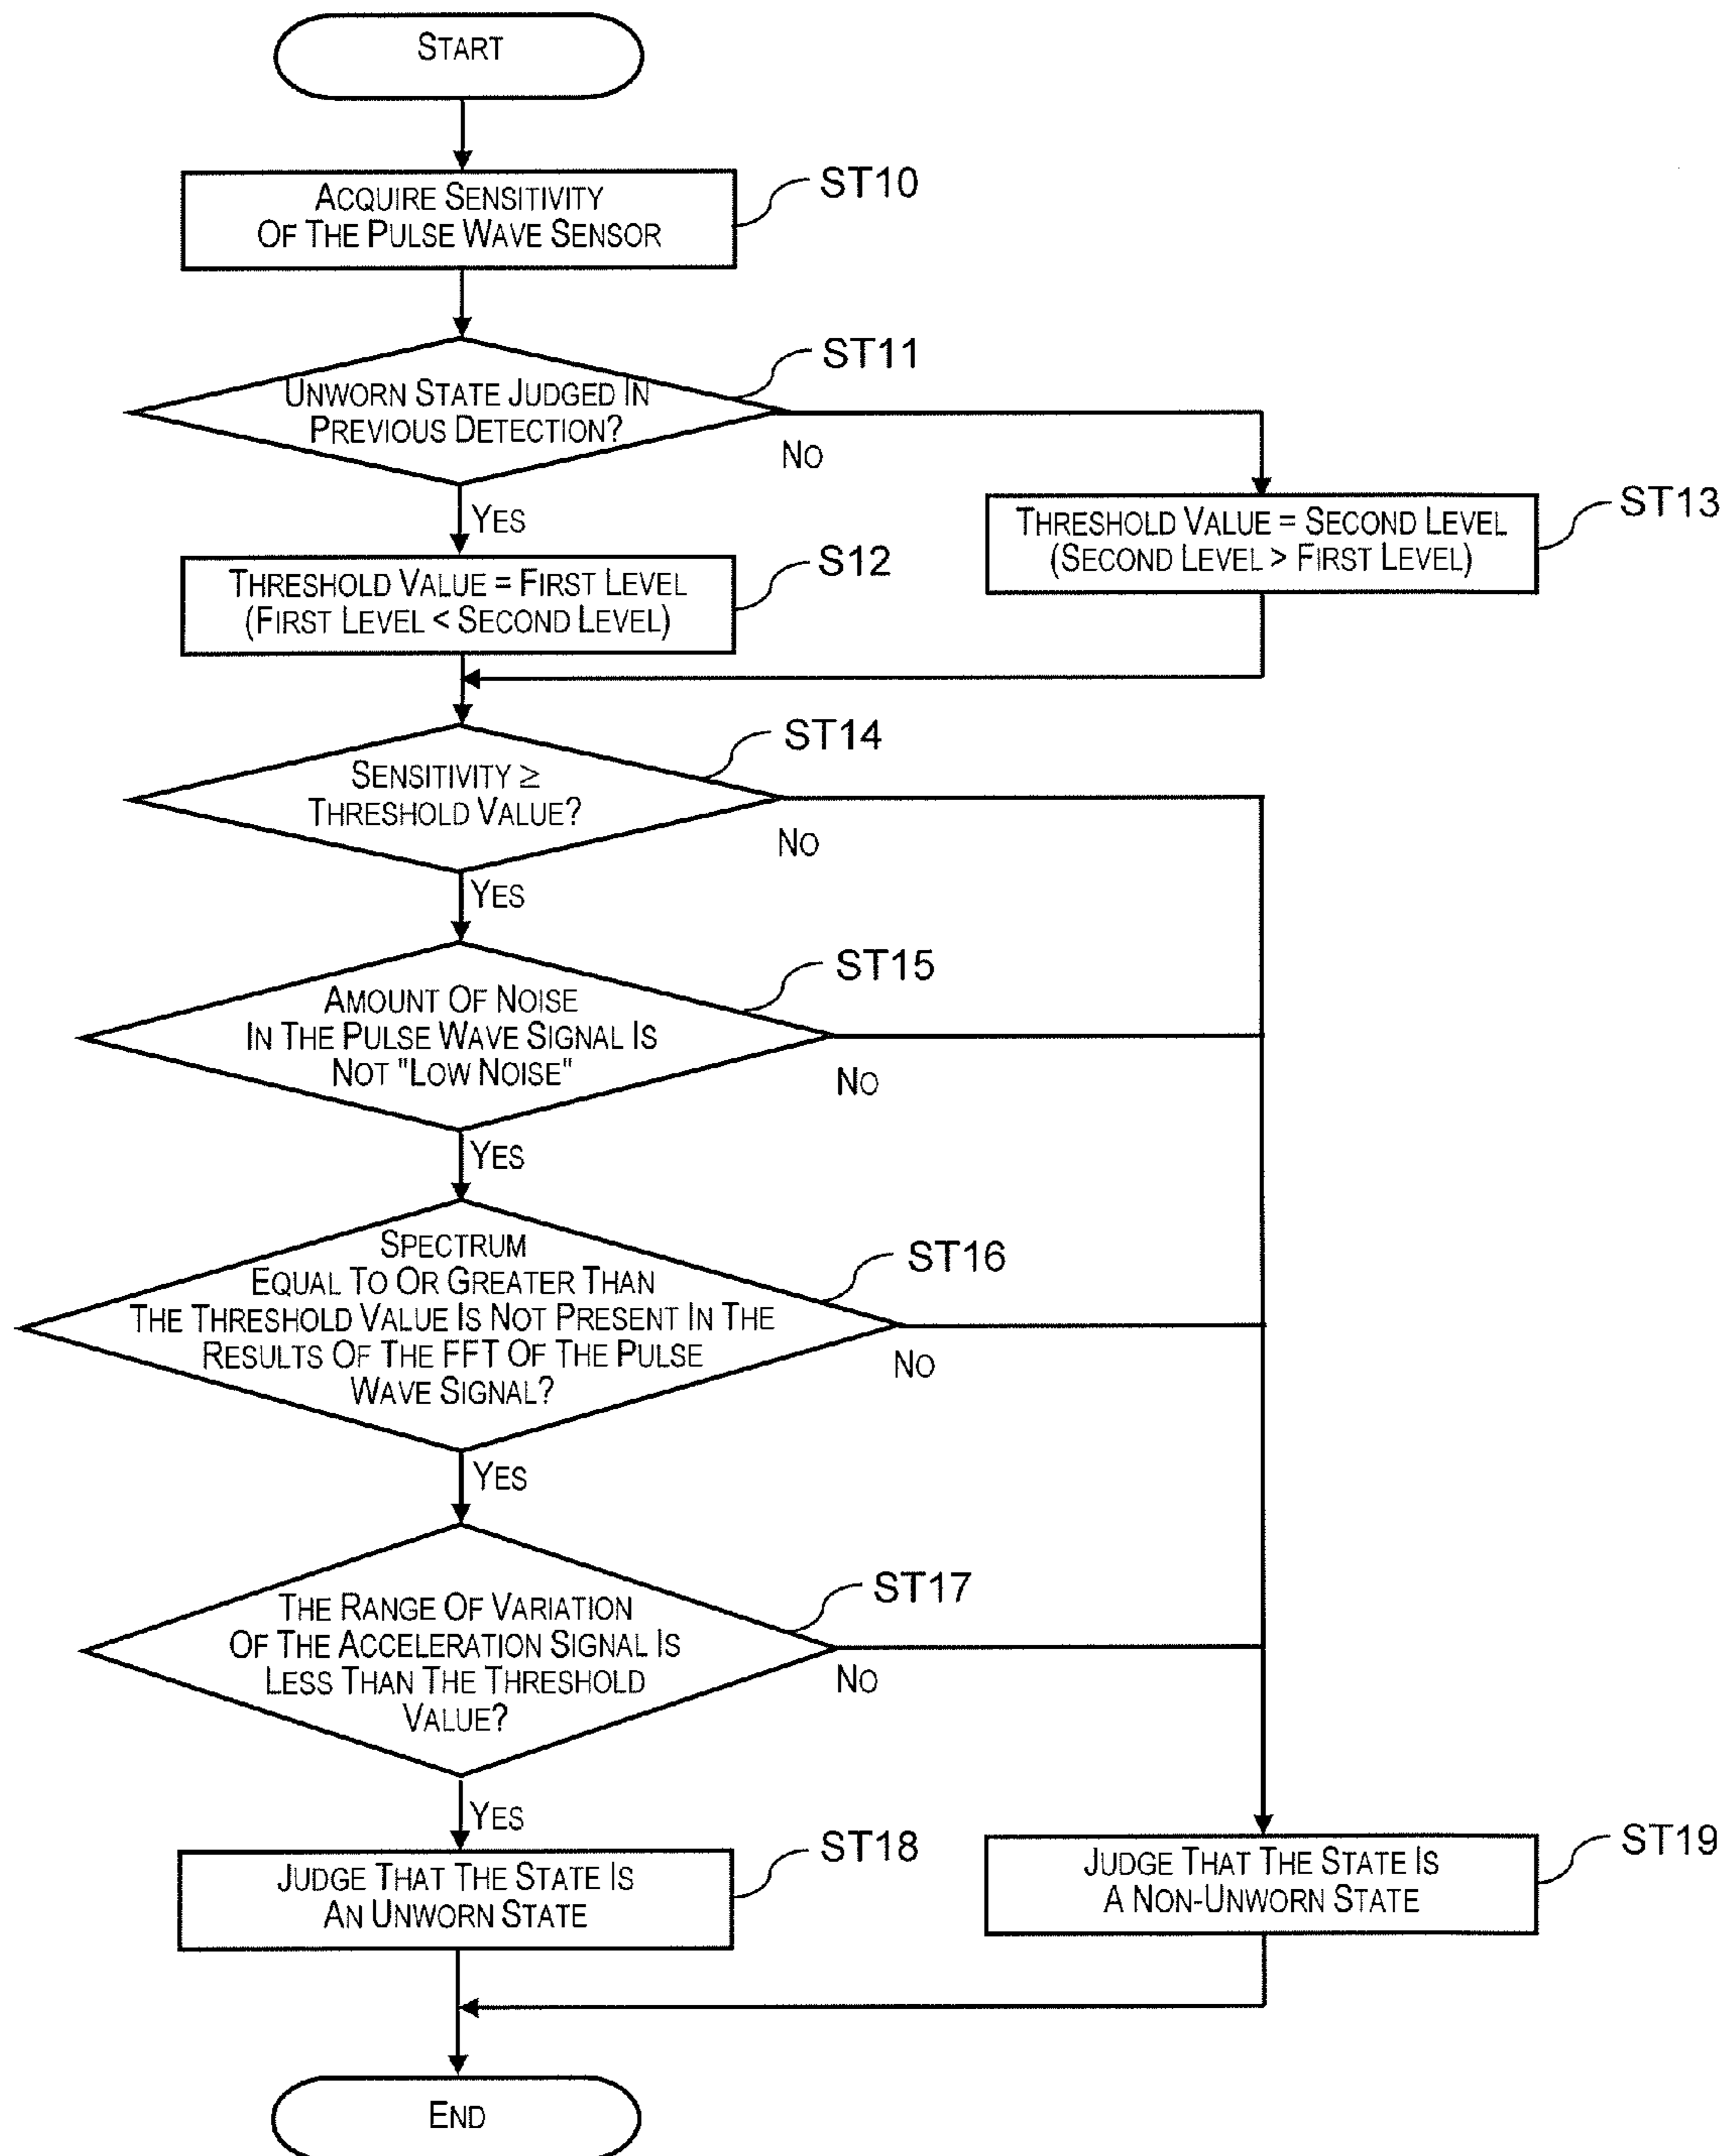 START
ACQUIRE SENSITIVITY
OF THE PULSE WAVE SENSOR
ST10
UNWORN STATE JUDGED IN
PREVIOUS DETECTION?
ST11
NO
YES
THRESHOLD VALUE = SECOND LEVEL
(SECOND LEVEL > FIRST LEVEL)
ST13
THRESHOLD VALUE = FIRST LEVEL
(FIRST LEVEL < SECOND LEVEL)
S12
SENSITIVITY ≥
THRESHOLD VALUE?
ST14
NO
YES
AMOUNT OF NOISE
IN THE PULSE WAVE SIGNAL IS
NOT "LOW NOISE"
ST15
NO
YES
SPECTRUM
EQUAL TO OR GREATER THAN
THE THRESHOLD VALUE IS NOT PRESENT IN THE
RESULTS OF THE FFT OF THE PULSE
WAVE SIGNAL?
ST16
NO
YES
THE RANGE OF VARIATION
OF THE ACCELERATION SIGNAL IS
LESS THAN THE THRESHOLD
VALUE?
ST17
NO
YES
JUDGE THAT THE STATE IS
AN UNWORN STATE
ST18
JUDGE THAT THE STATE IS
A NON-UNWORN STATE
ST19
END